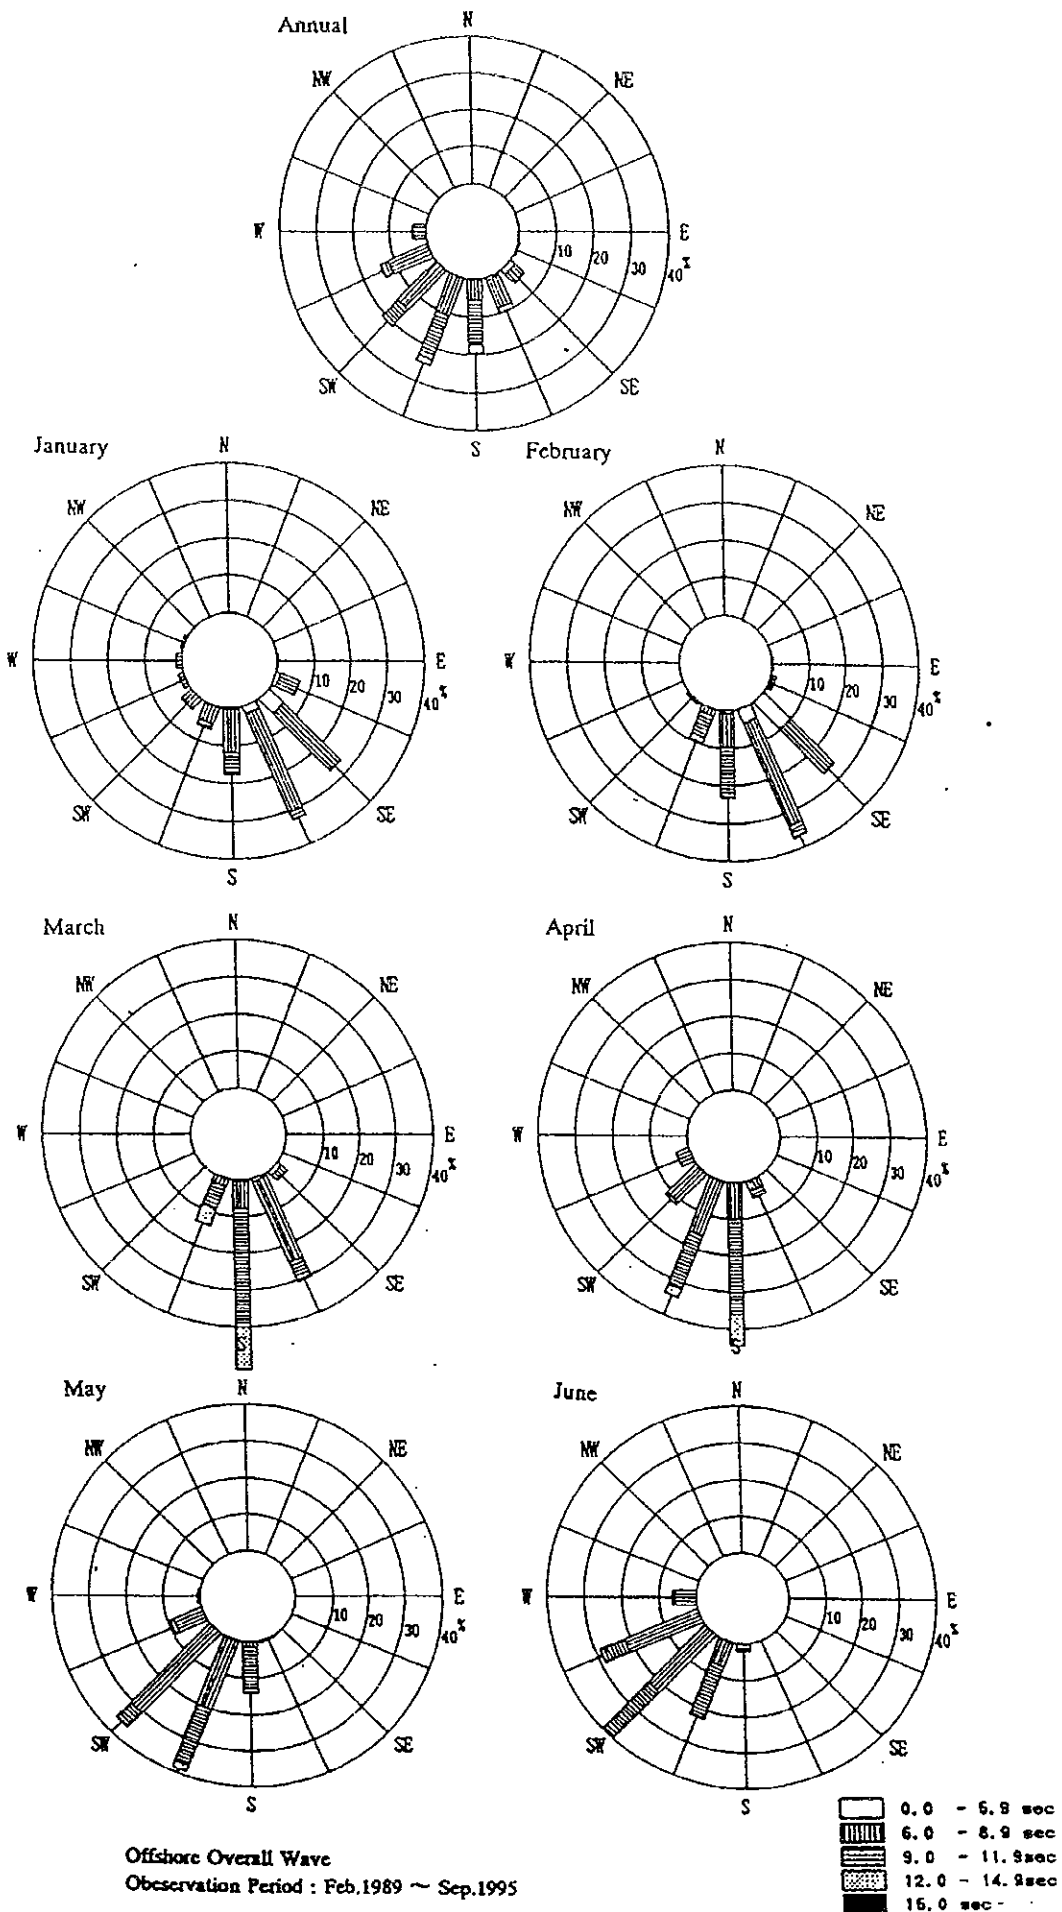 Annual
N
NW
NE
W
E
10
20
30
40%
SW
SE
S
January
N
NW
NE
W
E
10
20
30
40%
SW
SE
S
February
N
NW
NE
W
E
10
20
30
40%
SW
SE
S
March
N
NW
NE
W
E
10
20
30
40%
SW
SE
S
April
N
NW
NE
W
E
10
20
30
40%
SW
SE
S
May
N
NW
NE
W
E
10
20
30
40%
SW
SE
S
June
N
NW
NE
W
E
10
20
30
40%
SW
SE
S
0.0 - 5.9 sec
6.0 - 8.9 sec
9.0 - 11.9sec
12.0 - 14.9sec
15.0 sec -
Offshore Overall Wave
Obeservation Period : Feb.1989 ～ Sep.1995